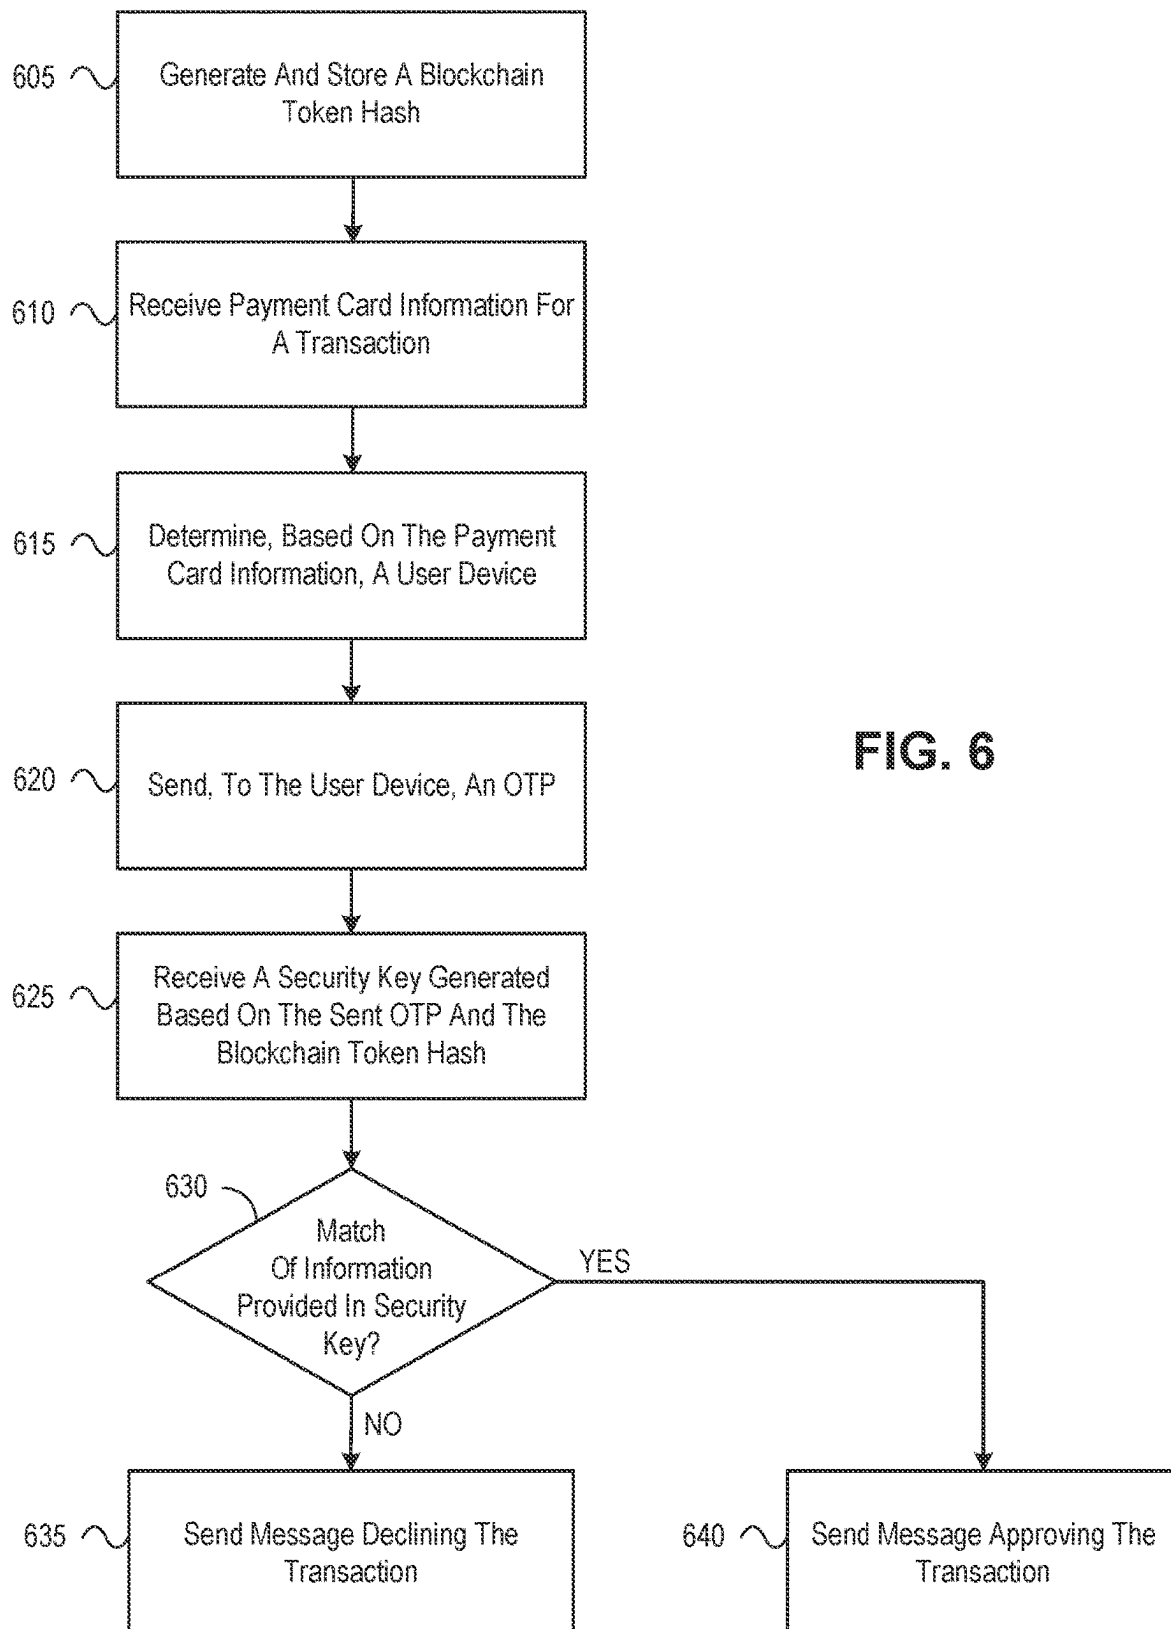 605
Generate And Store A Blockchain
Token Hash
610
Receive Payment Card Information For
A Transaction
615
Determine, Based On The Payment
Card Information, A User Device
620
Send, To The User Device, An OTP
FIG. 6
625
Receive A Security Key Generated
Based On The Sent OTP And The
Blockchain Token Hash
630
Match
Of Information
Provided In Security
Key?
YES
NO
635
Send Message Declining The
Transaction
640
Send Message Approving The
Transaction